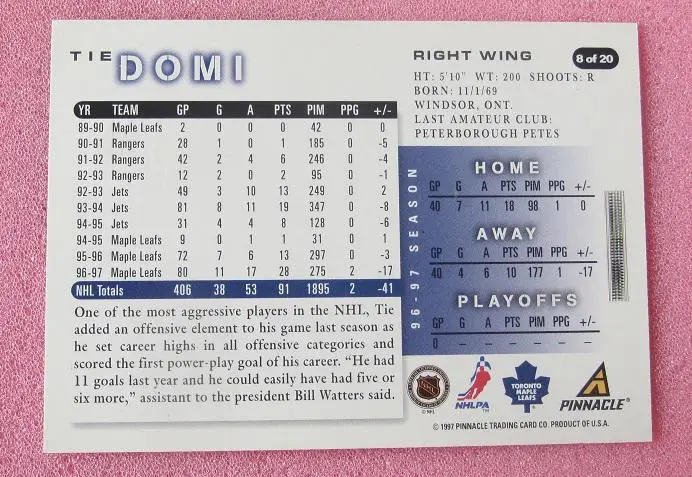 TIE DOMI
YR TEAM GP G A PTS PIM PPG +/-
89-90 Maple Leafs 2 0 0 0 42 0 0
90-91 Rangers 28 1 0 1 185 0 -5
91-92 Rangers 42 2 4 6 246 0 -4
92-93 Rangers 12 2 0 2 95 0 -1
92-93 Jets 49 3 10 13 249 0 2
93-94 Jets 81 8 11 19 347 0 -8
94-95 Jets 31 4 4 8 128 0 -6
94-95 Maple Leafs 9 0 1 1 31 0 1
95-96 Maple Leafs 72 7 6 13 297 0 -3
96-97 Maple Leafs 80 11 17 28 275 2 -17
NHL Totals 406 38 53 91 1895 2 -41
One of the most aggressive players in the NHL, Tie
added an offensive element to his game last season as
he set career highs in all offensive categories and
scored the first power-play goal of his career. “He had
11 goals last year and he could easily have had five or
six more,” assistant to the president Bill Watters said.
RIGHT WING
8 of 20
HT: 5'10" WT: 200 SHOOTS: R
BORN: 11/1/69
WINDSOR, ONT.
LAST AMATEUR CLUB:
PETERBOROUGH PETES
96-97 SEASON
HOME
GP G A PTS PIM PPG +/-
40 7 11 18 98 1 0
AWAY
GP G A PTS PIM PPG +/-
40 4 6 10 177 1 -17
PLAYOFFS
GP G A PTS PIM PPG +/-
0 – – – – – –
NHL
© NHL
NHLPA
TORONTO
MAPLE
LEAFS
PINNACLE
© 1997 PINNACLE TRADING CARD CO. PRODUCT OF U.S.A.